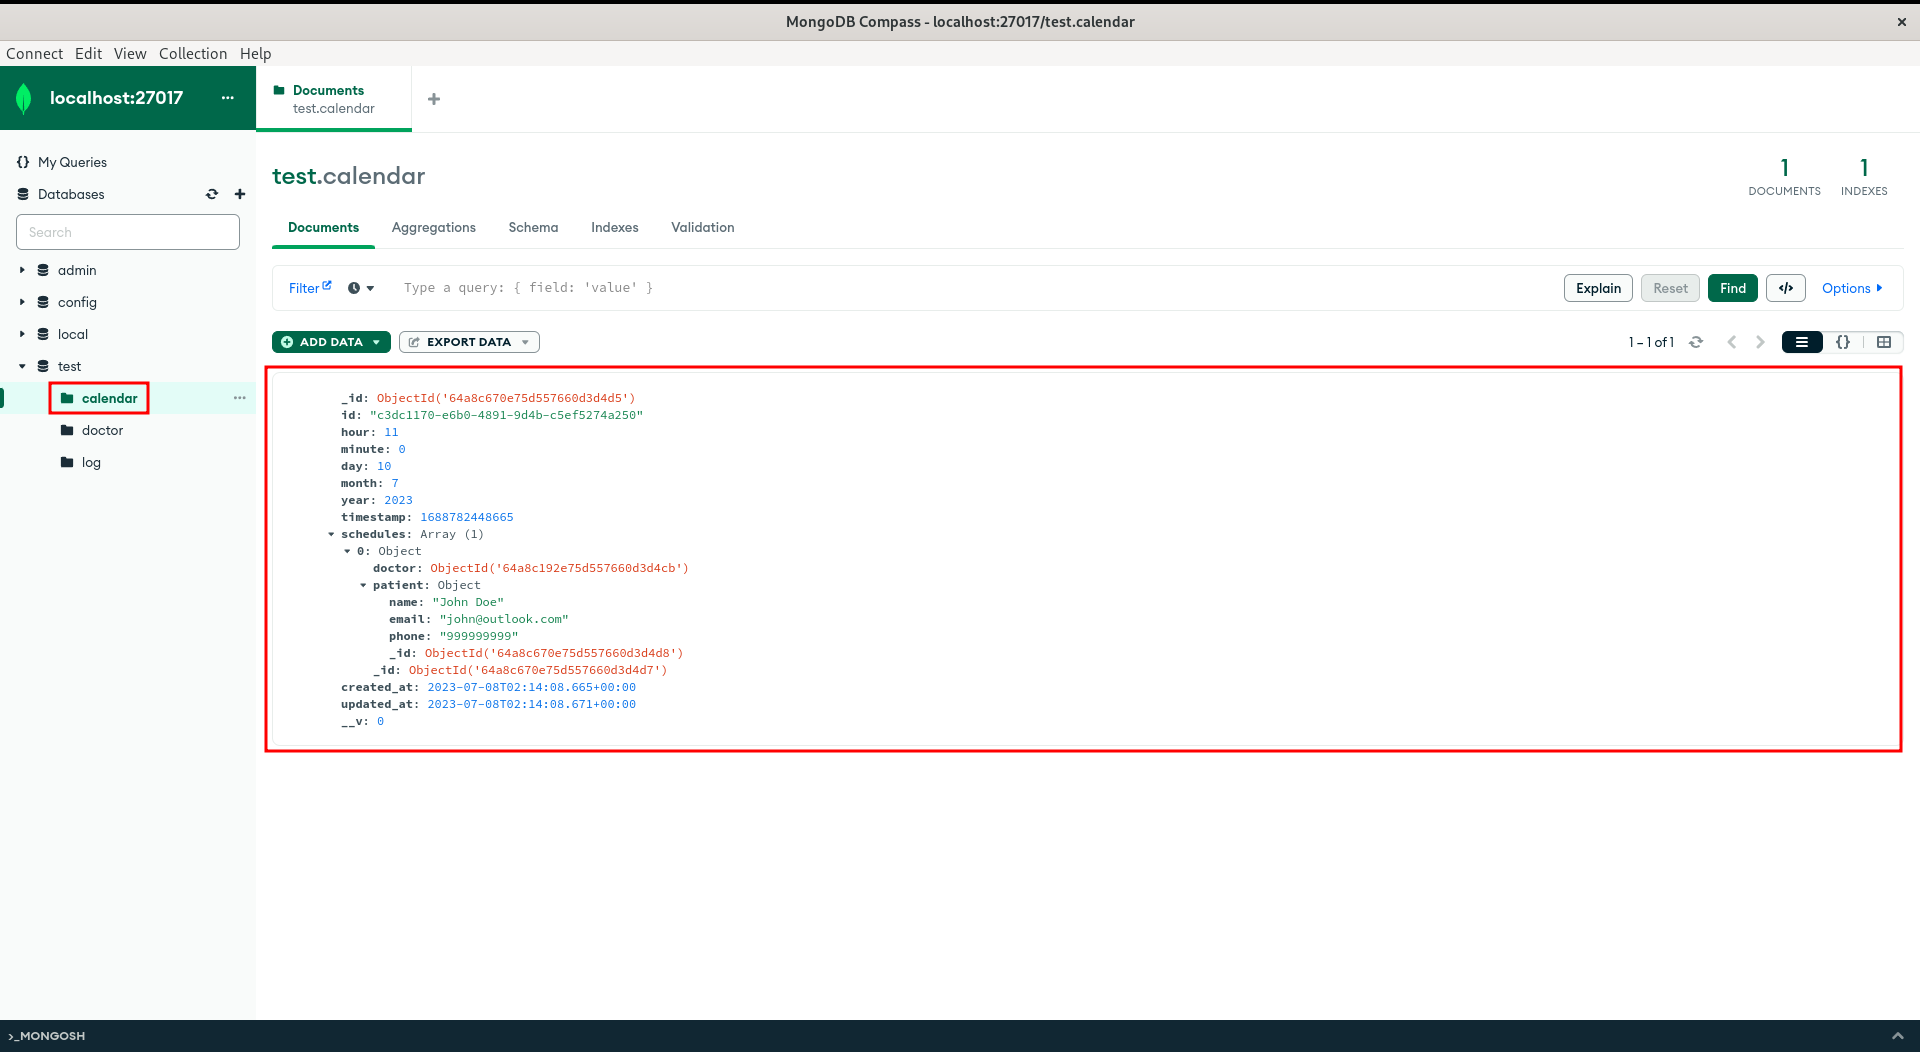 MongoDB Compass - localhost:27017/test.calendar
Connect Edit View Collection Help
localhost:27017
Documents
test.calendar
{} My Queries
Databases
Search
admin
config
local
test
calendar
doctor
log
test.calendar
1 DOCUMENTS
1 INDEXES
Documents Aggregations Schema Indexes Validation
Filter
Type a query: { field: 'value' }
Explain Reset Find </> Options
ADD DATA EXPORT DATA
1 – 1 of 1
{}
_id: ObjectId('64a8c670e75d557660d3d4d5')
id: "c3dc1170-e6b0-4891-9d4b-c5ef5274a250"
hour: 11
minute: 0
day: 10
month: 7
year: 2023
timestamp: 1688782448665
schedules: Array (1)
0: Object
doctor: ObjectId('64a8c192e75d557660d3d4cb')
patient: Object
name: "John Doe"
email: "john@outlook.com"
phone: "999999999"
_id: ObjectId('64a8c670e75d557660d3d4d8')
_id: ObjectId('64a8c670e75d557660d3d4d7')
created_at: 2023-07-08T02:14:08.665+00:00
updated_at: 2023-07-08T02:14:08.671+00:00
__v: 0
>_MONGOSH